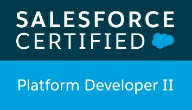 SALESFORCE
CERTIFIED
Platform Developer II